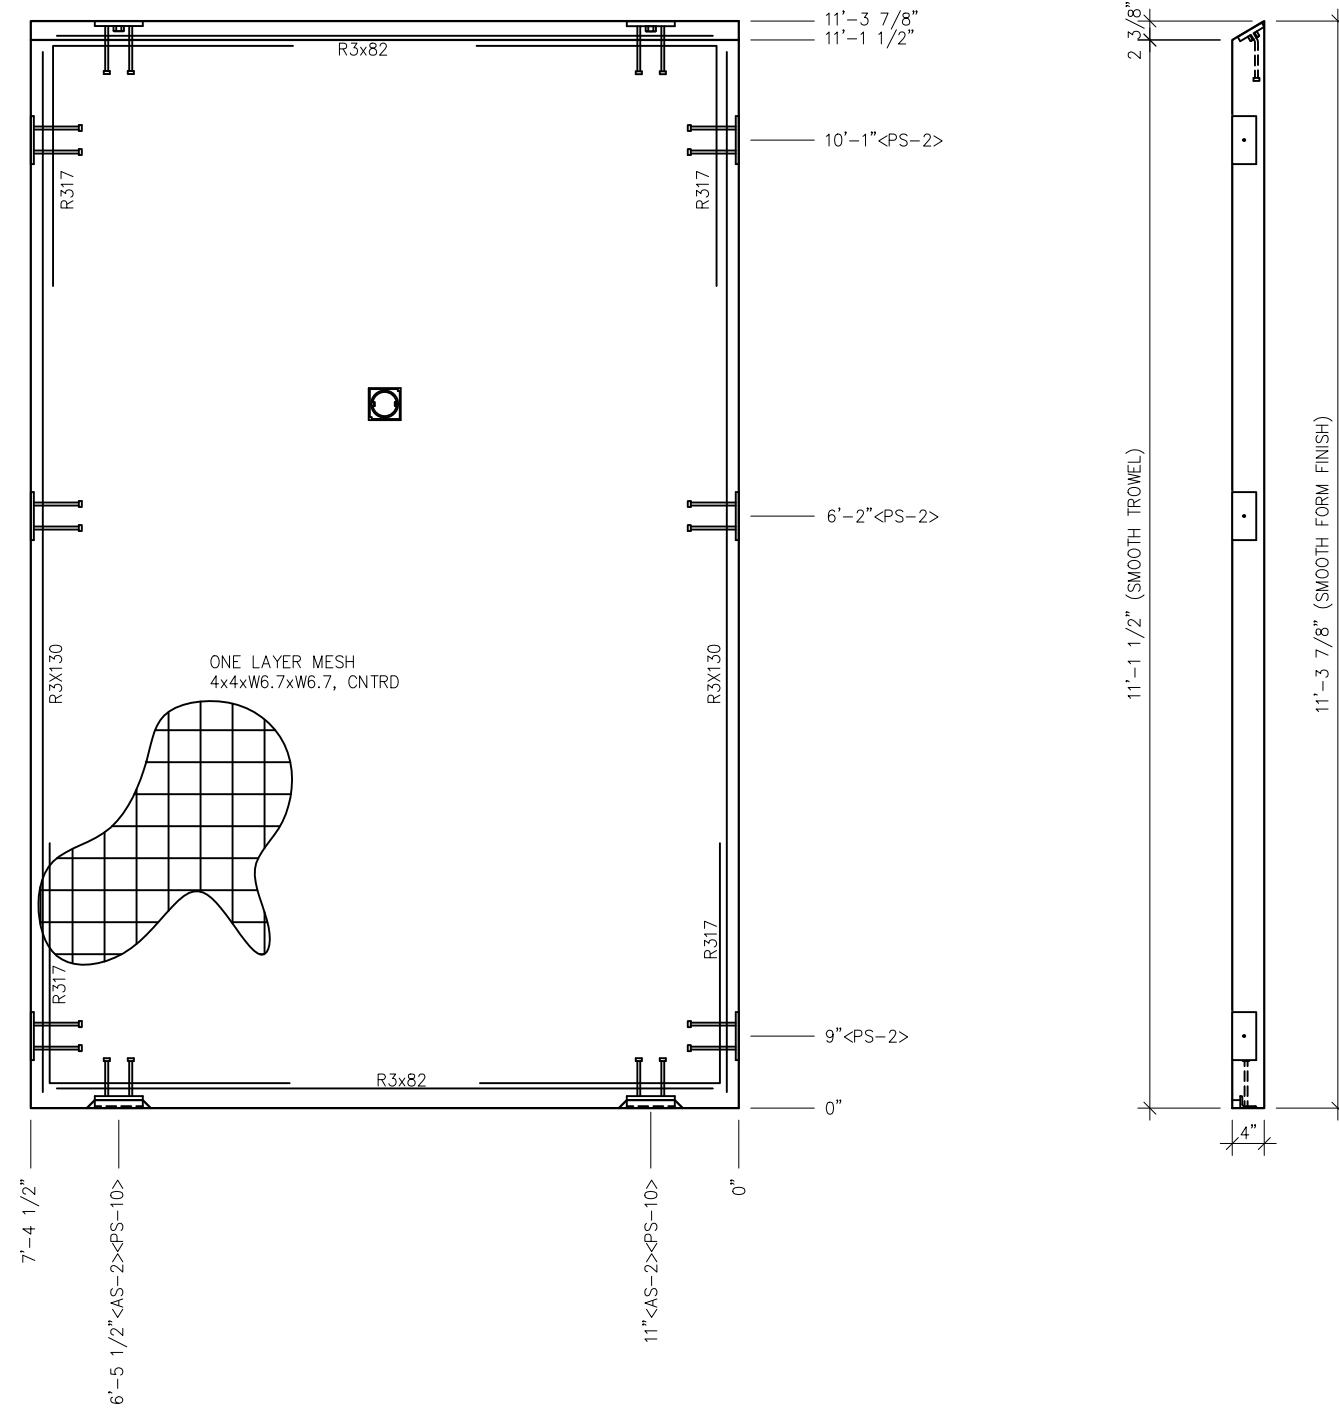 11'-3 7/8"
11'-1 1/2"
R3x82
2 3/8"
10'-1"<PS-2>
R317
R317
6'-2"<PS-2>
11'-1 1/2" (SMOOTH TROWEL)
11'-3 7/8" (SMOOTH FORM FINISH)
R3X130
ONE LAYER MESH
4x4xW6.7xW6.7, CNTRD
R3X130
R317
R317
9"<PS-2>
R3x82
0"
4"
7'-4 1/2"
6'-5 1/2"<AS-2><PS-10>
11"<AS-2><PS-10>
0"